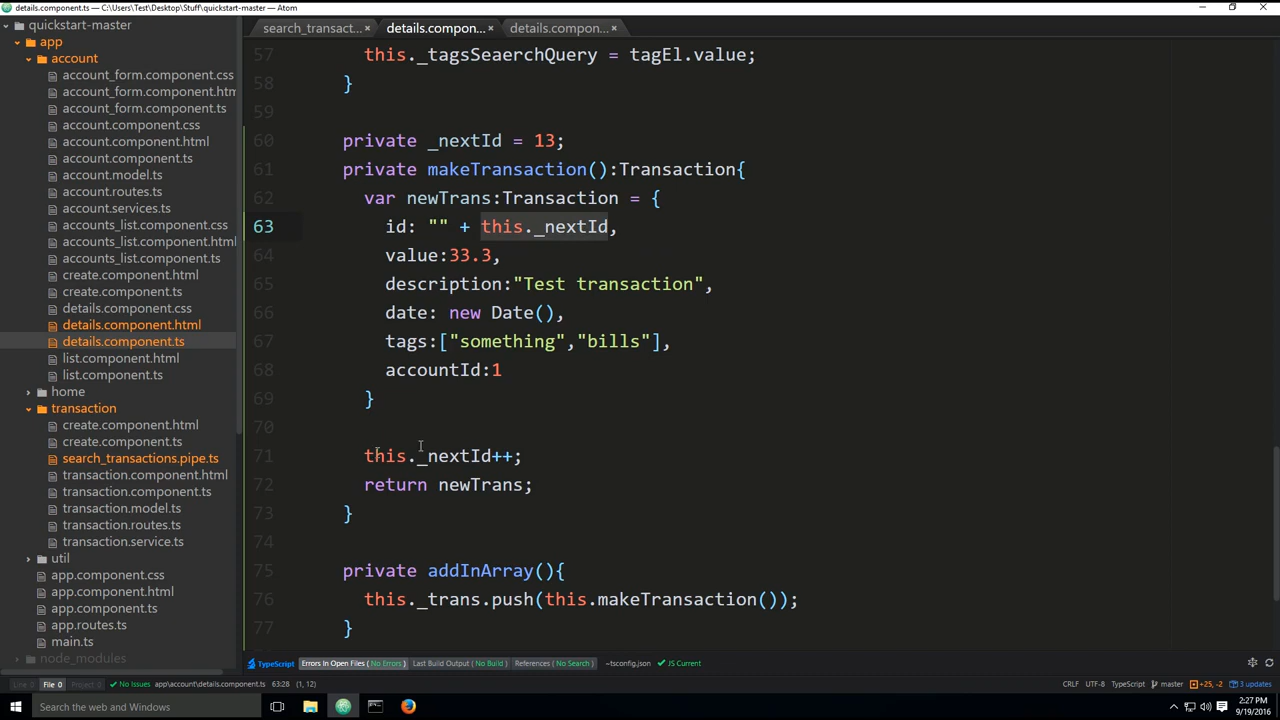 details.component.ts — C:\Users\Test\Desktop\Stuff\quickstart-master — Atom
quickstart-master
app
account
account_form.component.css
account_form.component.htm
account_form.component.ts
account.component.css
account.component.html
account.component.ts
account.model.ts
account.routes.ts
account.services.ts
accounts_list.component.css
accounts_list.component.html
accounts_list.component.ts
create.component.html
create.component.ts
details.component.css
details.component.html
details.component.ts
list.component.html
list.component.ts
home
transaction
create.component.html
create.component.ts
search_transactions.pipe.ts
transaction.component.html
transaction.component.ts
transaction.model.ts
transaction.routes.ts
transaction.service.ts
util
app.component.css
app.component.html
app.component.ts
app.routes.ts
main.ts
node_modules
search_transact... × details.compon... × details.compon... ×
57 this._tagsSeaerchQuery = tagEl.value;
58 }
59
60 private _nextId = 13;
61 private makeTransaction():Transaction{
62 var newTrans:Transaction = {
63 id: "" + this._nextId,
64 value:33.3,
65 description:"Test transaction",
66 date: new Date(),
67 tags:["something","bills"],
68 accountId:1
69 }
70
71 this._nextId++;
72 return newTrans;
73 }
74
75 private addInArray(){
76 this._trans.push(this.makeTransaction());
77 }
TypeScript Errors In Open Files ( No Errors ) Last Build Output ( No Build ) References ( No Search ) ~tsconfig.json ✓ JS Current
Line 0 File 0 Project 0 ✓ No Issues app\account\details.component.ts 63:28 (1, 12) CRLF UTF-8 TypeScript master +25, -2 3 updates
Search the web and Windows
2:27 PM
9/19/2016